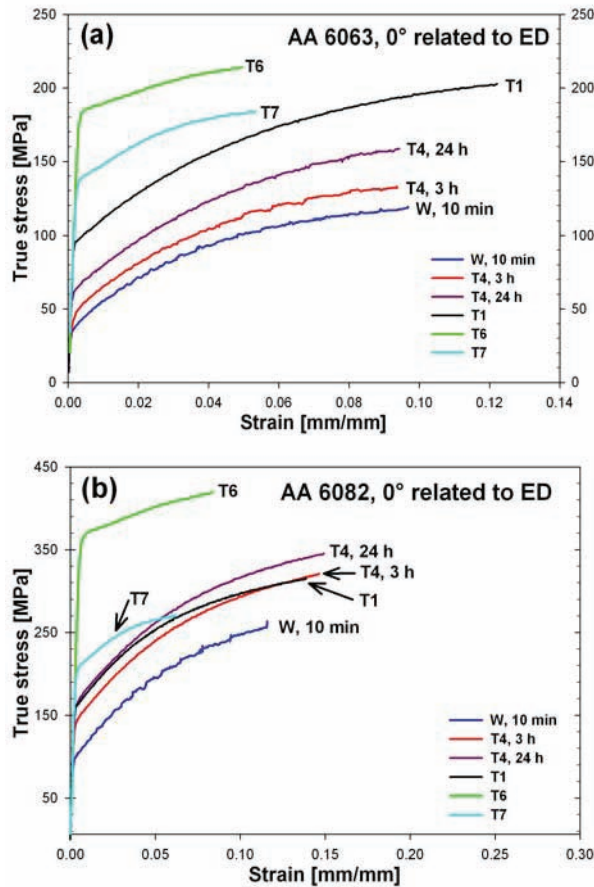 (a)
AA 6063, 0° related to ED
True stress [MPa]
250
200
150
100
50
0
250
200
150
100
50
0
T6
T7
T1
T4, 24 h
T4, 3 h
W, 10 min
W, 10 min
T4, 3 h
T4, 24 h
T1
T6
T7
0.00 0.02 0.04 0.06 0.08 0.10 0.12 0.14
Strain [mm/mm]
(b)
AA 6082, 0° related to ED
True stress [MPa]
450
350
250
150
50
T6
T4, 24 h
T4, 3 h
T1
T7
W, 10 min
W, 10 min
T4, 3 h
T4, 24 h
T1
T6
T7
0.00 0.05 0.10 0.15 0.20 0.25 0.30
Strain [mm/mm]